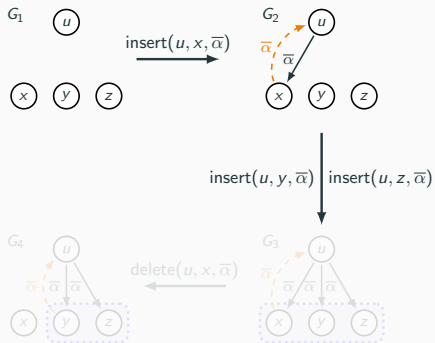 G₁
u
insert(u, x, α̅)
G₂
u
α̅
α̅
x y z
x y z
insert(u, y, α̅) insert(u, z, α̅)
G₄
u
α̅ α̅ α̅
delete(u, x, α̅)
G₃
u
α̅ α̅ α̅ α̅
x y z
x y z